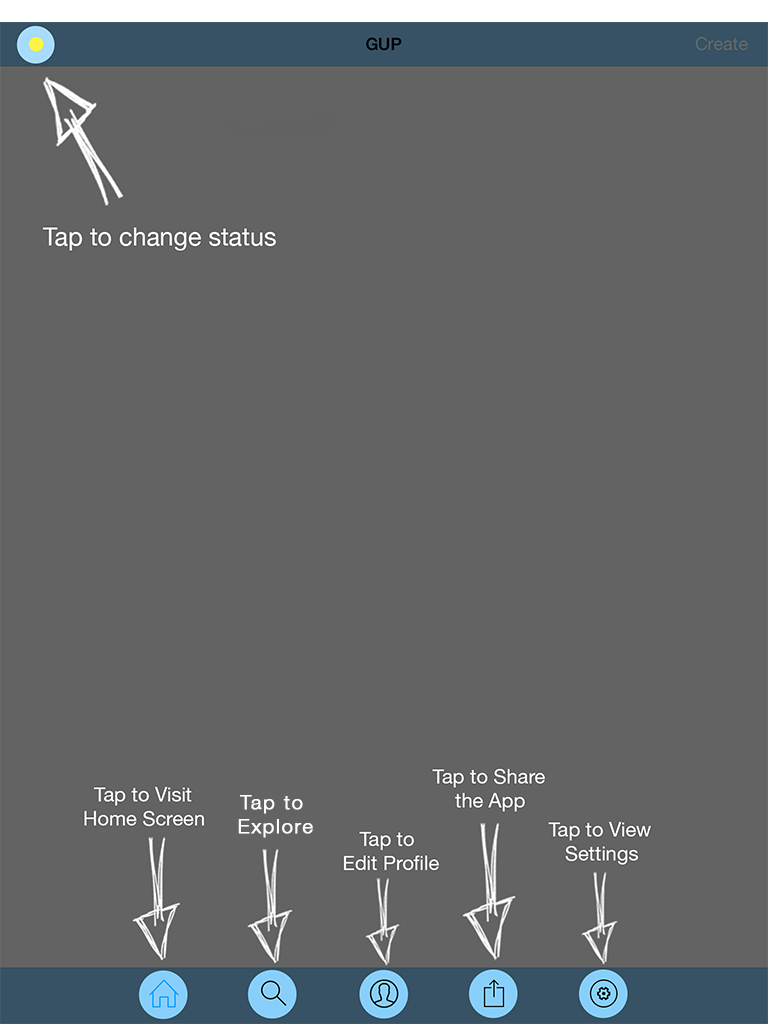 GUP
Create
Tap to change status
Tap to Visit
Home Screen
Tap to
Explore
Tap to
Edit Profile
Tap to Share
the App
Tap to View
Settings